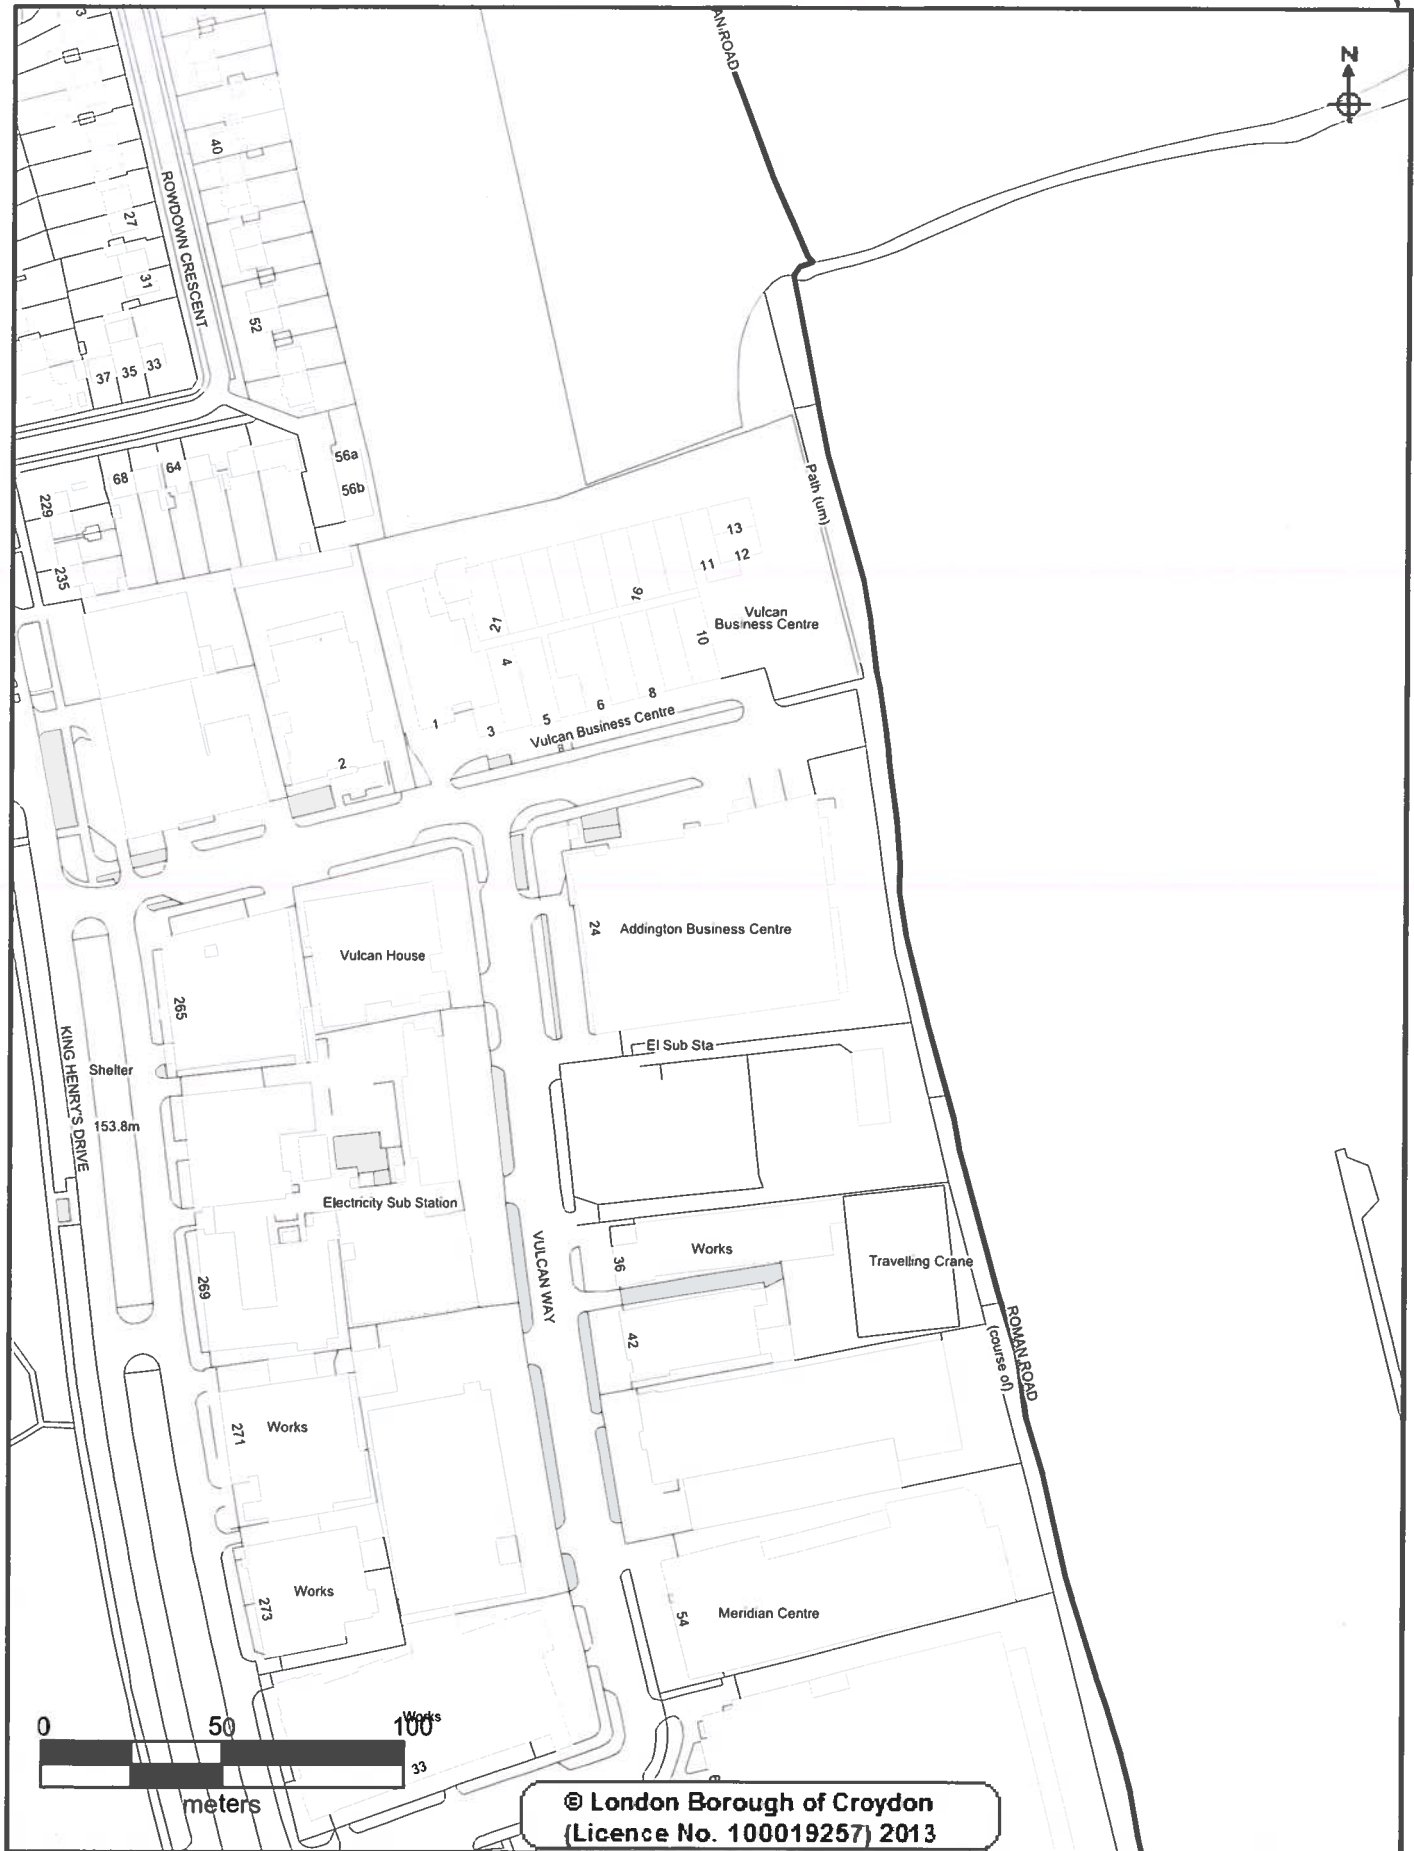 AN ROAD
N
3
40
ROWDOWN CRESCENT
27
31
52
37 35 33
56a
56b
68
64
229
235
Path (um)
13
12
11
16
21
10
Vulcan
Business Centre
4
1
3
5
6
8
Vulcan Business Centre
2
24
Addington Business Centre
Vulcan House
265
KING HENRY'S DRIVE
Shelter
153.8m
El Sub Sta
Electricity Sub Station
VULCAN WAY
36
Works
Travelling Crane
269
42
ROMAN ROAD
(course of)
271
Works
273
Works
54
Meridian Centre
Works
33
0 50 100
meters
© London Borough of Croydon
(Licence No. 100019257) 2013